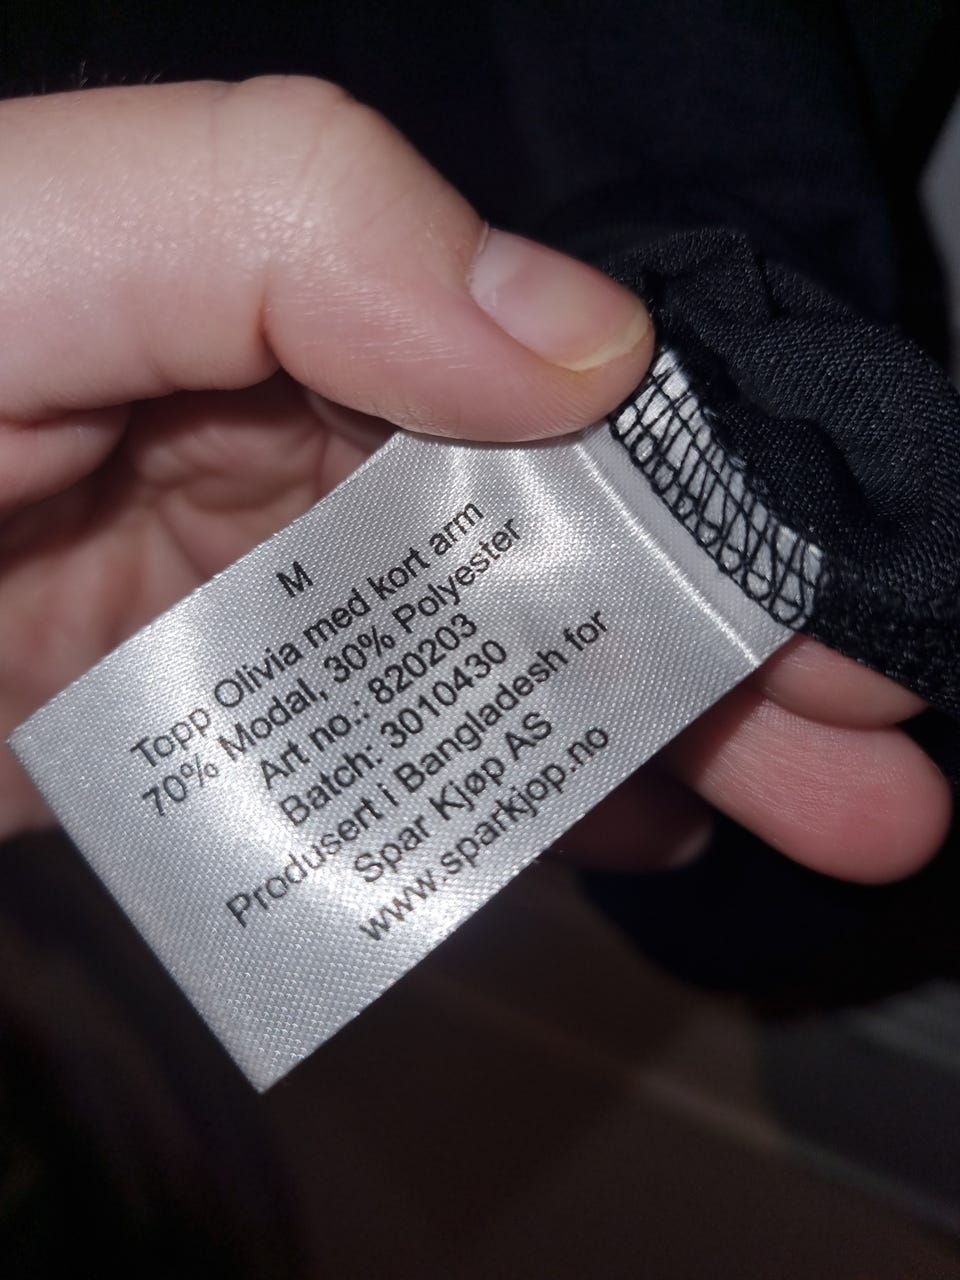 M
Topp Olivia med kort arm
70% Modal, 30% Polyester
Art no.: 820203
Batch: 3010430
Produsert i Bangladesh for
Spar Kjøp AS
www.sparkjop.no